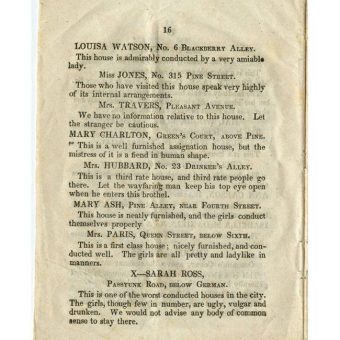 16
LOUISA WATSON, No. 6 Blackberry Alley.
This house is admirably conducted by a very amiable
lady.
Miss JONES, No. 315 Pine Street.
Those who have visited this house speak very highly
of its internal arrangements.
Mrs. TRAVERS, Pleasant Avenue.
We have no information relative to this house. Let
the stranger be cautious.
MARY CHARLTON, Green's Court, above Pine.
This is a well furnished assignation house, but the
mistress of it is a fiend in human shape.
Mrs. HUBBARD, No. 23 Drinker's Alley.
This is a third rate house, and third rate people go
there. Let the wayfaring man keep his top eye open
when he enters this brothel.
MARY ASH, Pine Alley, near Fourth Street.
This house is neatly furnished, and the girls conduct
themselves properly
Mrs. PARIS, Queen Street, below Sixth.
This is a first class house; nicely furnished, and con-
ducted well. The girls are all pretty and ladylike in
manners.
X—SARAH ROSS,
Passyunk Road, below German.
This is one of the worst conducted houses in the city.
The girls, though few in number, are ugly, vulgar and
drunken. We would not advise any body of common
sense to stay there.